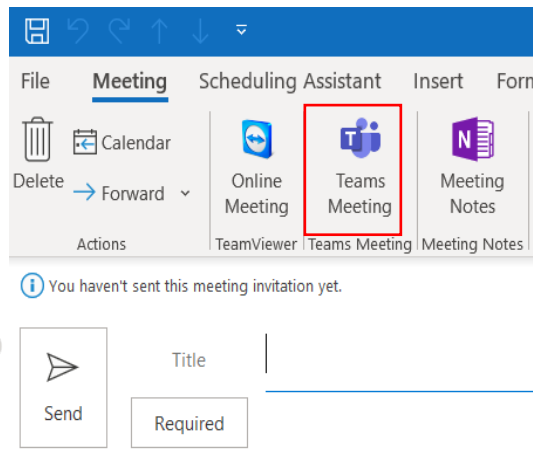 File Meeting Scheduling Assistant Insert Forn
Calendar
Delete Forward
Online Meeting
Teams Meeting
Meeting Notes
Actions TeamViewer Teams Meeting Meeting Notes
You haven't sent this meeting invitation yet.
Title
Send
Required